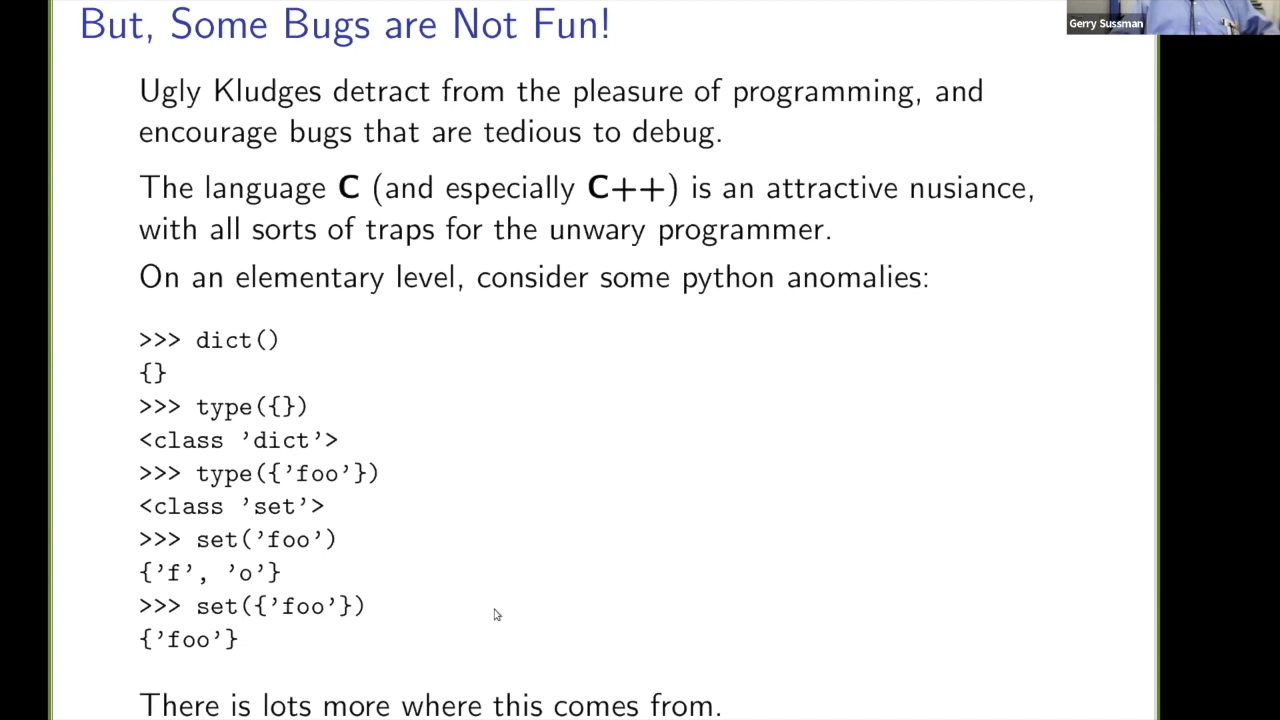 But, Some Bugs are Not Fun!
Gerry Sussman
Ugly Kludges detract from the pleasure of programming, and
encourage bugs that are tedious to debug.
The language C (and especially C++) is an attractive nusiance,
with all sorts of traps for the unwary programmer.
On an elementary level, consider some python anomalies:
>>> dict()
{}
>>> type({})
<class ’dict’>
>>> type({’foo’})
<class ’set’>
>>> set(’foo’)
{’f’, ’o’}
>>> set({’foo’})
{’foo’}
There is lots more where this comes from.